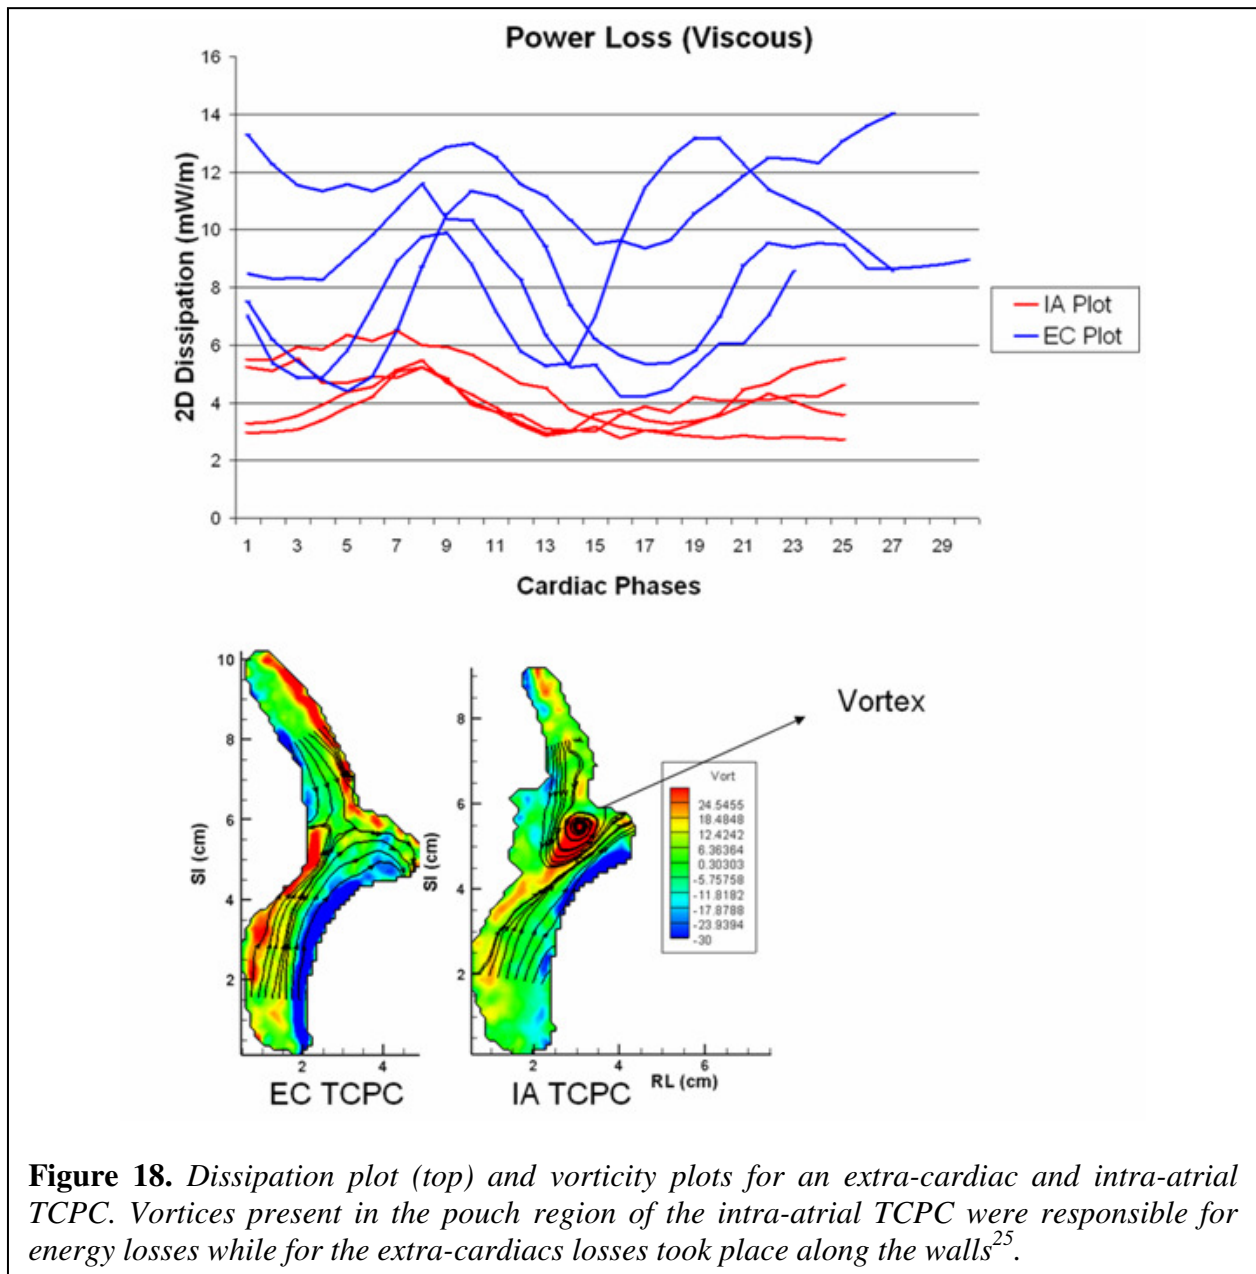 Power Loss (Viscous)
16
14
12
10
8
6
4
2
0
2D Dissipation (mW/m)
1 3 5 7 9 11 13 15 17 19 21 23 25 27 29
Cardiac Phases
IA Plot
EC Plot
10
8
6
4
2
SI (cm)
2 4
EC TCPC
8
6
4
2
SI (cm)
2 4 6
RL (cm)
IA TCPC
Vortex
Vort
24.5455
18.4848
12.4242
6.36364
0.30303
-5.75758
-11.8182
-17.8788
-23.9394
-30
Figure 18. Dissipation plot (top) and vorticity plots for an extra-cardiac and intra-atrial
TCPC. Vortices present in the pouch region of the intra-atrial TCPC were responsible for
energy losses while for the extra-cardiacs losses took place along the walls25.